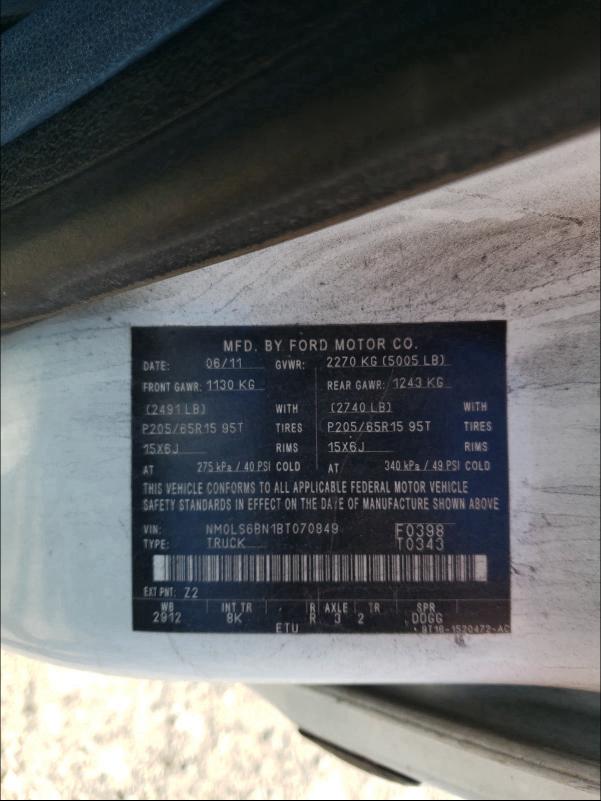 MFD. BY FORD MOTOR CO.
DATE: 06/11 GVWR: 2270 KG (5005 LB)
FRONT GAWR: 1130 KG REAR GAWR: 1243 KG
(2491 LB) WITH (2740 LB) WITH
P205/65R15 95T TIRES P205/65R15 95T TIRES
15X6J RIMS 15X6J RIMS
AT 275 kPa / 40 PSI COLD AT 340 kPa / 49 PSI COLD
THIS VEHICLE CONFORMS TO ALL APPLICABLE FEDERAL MOTOR VEHICLE
SAFETY STANDARDS IN EFFECT ON THE DATE OF MANUFACTURE SHOWN ABOVE
VIN: NM0LS6BN1BT070849 F0398
TYPE: TRUCK T0343
EXT PNT: Z2
WB INT TR R AXLE TR SPR
2912 8K R 3 2 DDGG
ETU 9T16-1520472-AC